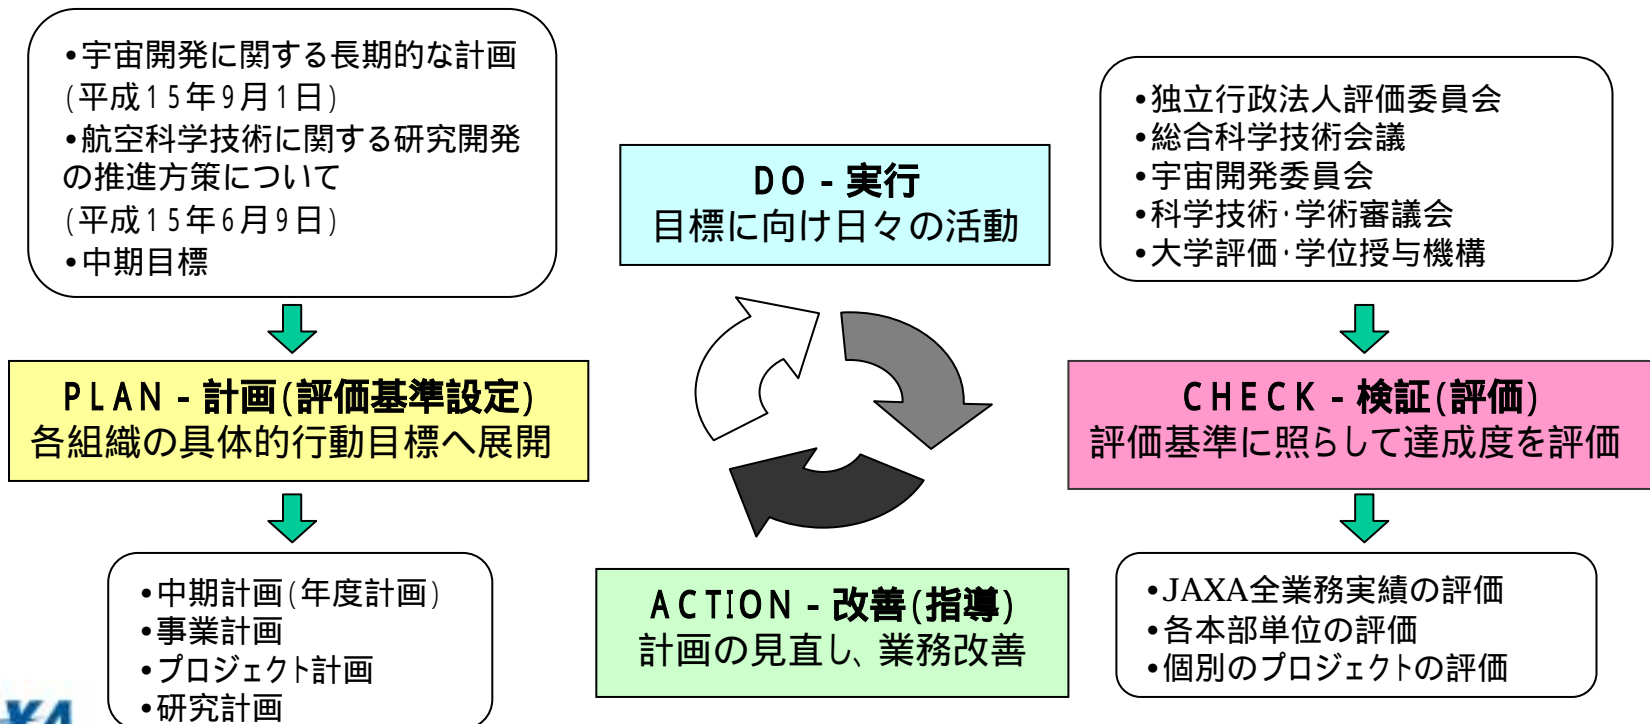 •宇宙開発に関する長期的な計画
(平成15年9月1日)
•航空科学技術に関する研究開発
の推進方策について
(平成15年6月9日)
•中期目標
DO - 実行
目標に向け日々の活動
•独立行政法人評価委員会
•総合科学技術会議
•宇宙開発委員会
•科学技術･学術審議会
•大学評価･学位授与機構
PLAN - 計画(評価基準設定)
各組織の具体的行動目標へ展開
CHECK - 検証(評価)
評価基準に照らして達成度を評価
ACTION - 改善(指導)
計画の見直し、業務改善
•中期計画(年度計画)
•事業計画
•プロジェクト計画
•研究計画
•JAXA全業務実績の評価
•各本部単位の評価
•個別のプロジェクトの評価